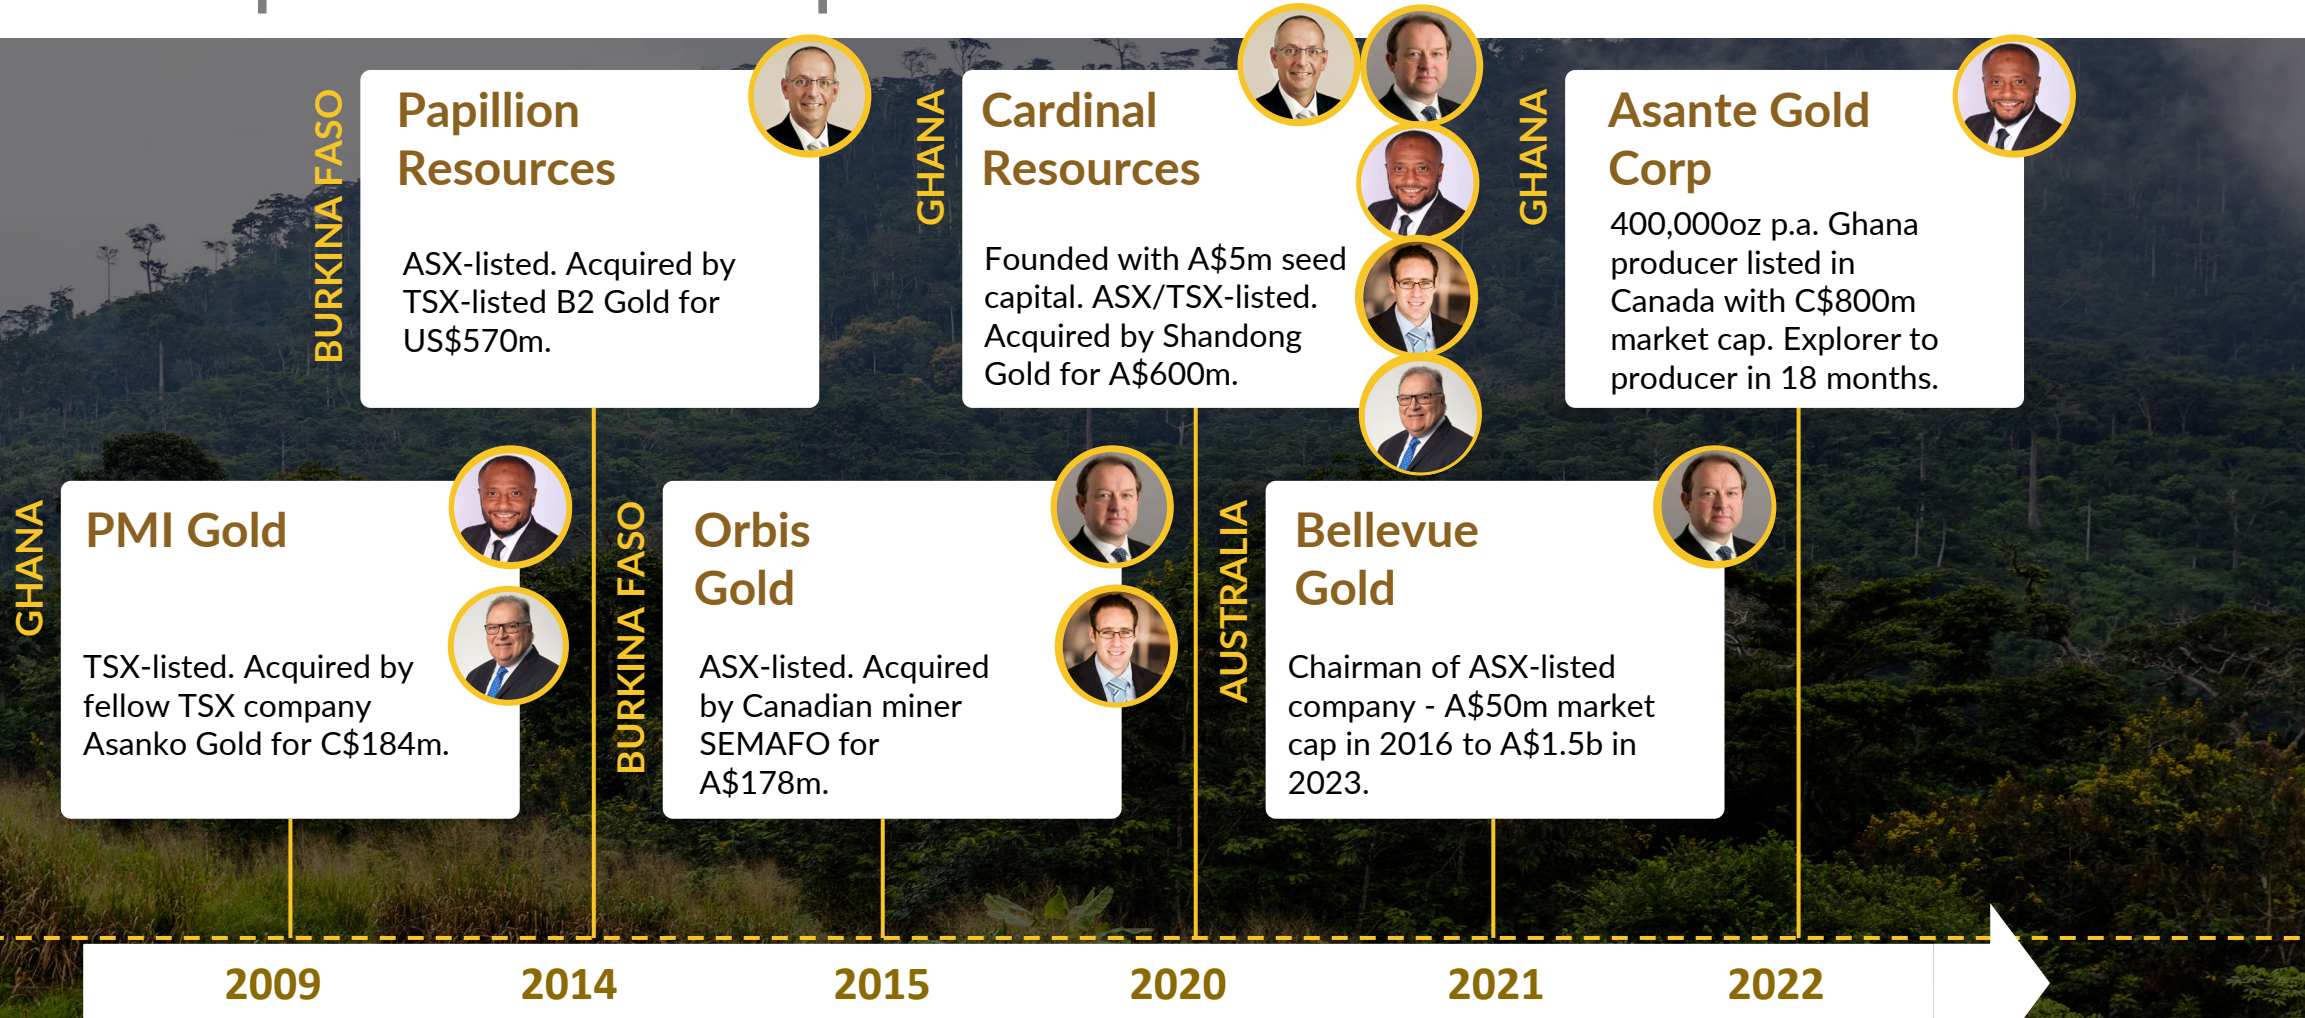 BURKINA FASO
Papillion
Resources
ASX-listed. Acquired by
TSX-listed B2 Gold for
US$570m.
GHANA
Cardinal
Resources
Founded with A$5m seed
capital. ASX/TSX-listed.
Acquired by Shandong
Gold for A$600m.
GHANA
Asante Gold
Corp
400,000oz p.a. Ghana
producer listed in
Canada with C$800m
market cap. Explorer to
producer in 18 months.
GHANA
PMI Gold
TSX-listed. Acquired by
fellow TSX company
Asanko Gold for C$184m.
BURKINA FASO
Orbis
Gold
ASX-listed. Acquired
by Canadian miner
SEMAFO for
A$178m.
AUSTRALIA
Bellevue
Gold
Chairman of ASX-listed
company - A$50m market
cap in 2016 to A$1.5b in
2023.
2009
2014
2015
2020
2021
2022